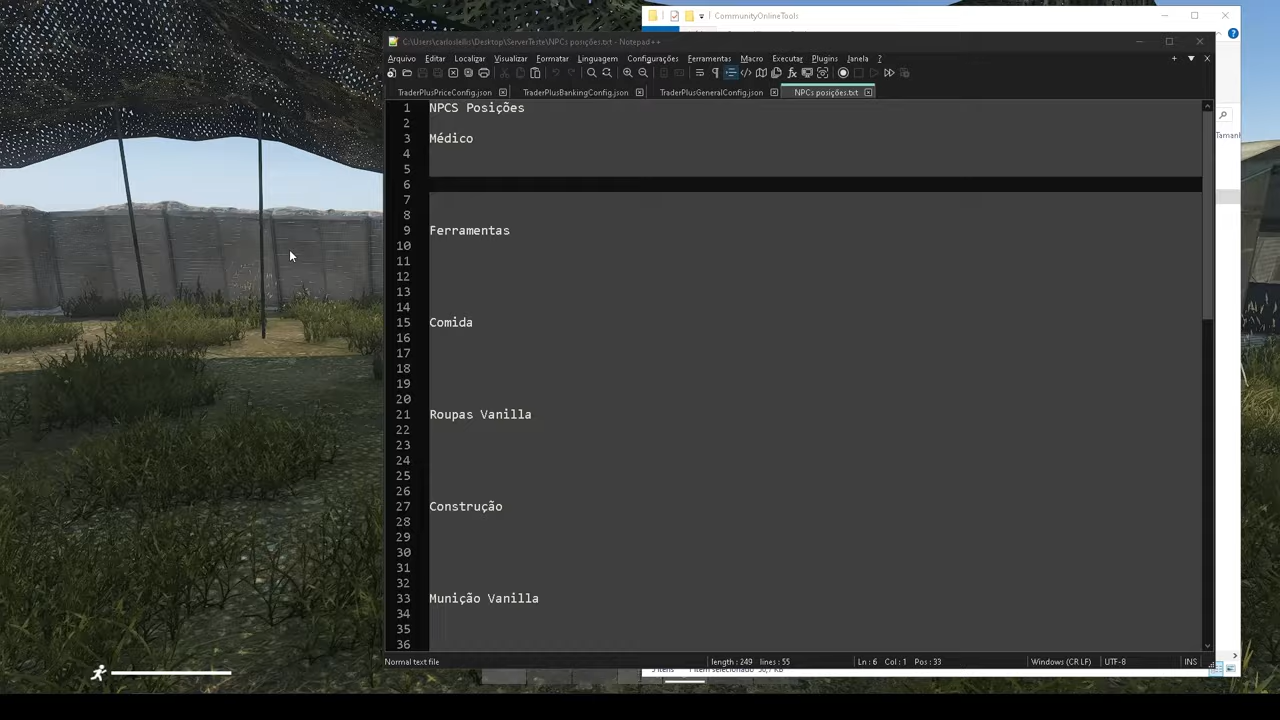 CommunityOnlineTools
C:\Users\carloslelis\Desktop\ServerTeste\NPCs posições.txt - Notepad++
Arquivo Editar Localizar Visualizar Formatar Linguagem Configurações Ferramentas Macro Executar Plugins Janela ?
TraderPlusPriceConfig.json TraderPlusBankingConfig.json TraderPlusGeneralConfig.json NPCs posições.txt
Tamanh
1 NPCS Posições
2
3 Médico
4
5
6
7
8
9 Ferramentas
10
11
12
13
14
15 Comida
16
17
18
19
20
21 Roupas Vanilla
22
23
24
25
26
27 Construção
28
29
30
31
32
33 Munição Vanilla
34
35
36
Normal text file length : 249 lines : 55 Ln : 6 Col : 1 Pos : 33 Windows (CR LF) UTF-8 INS